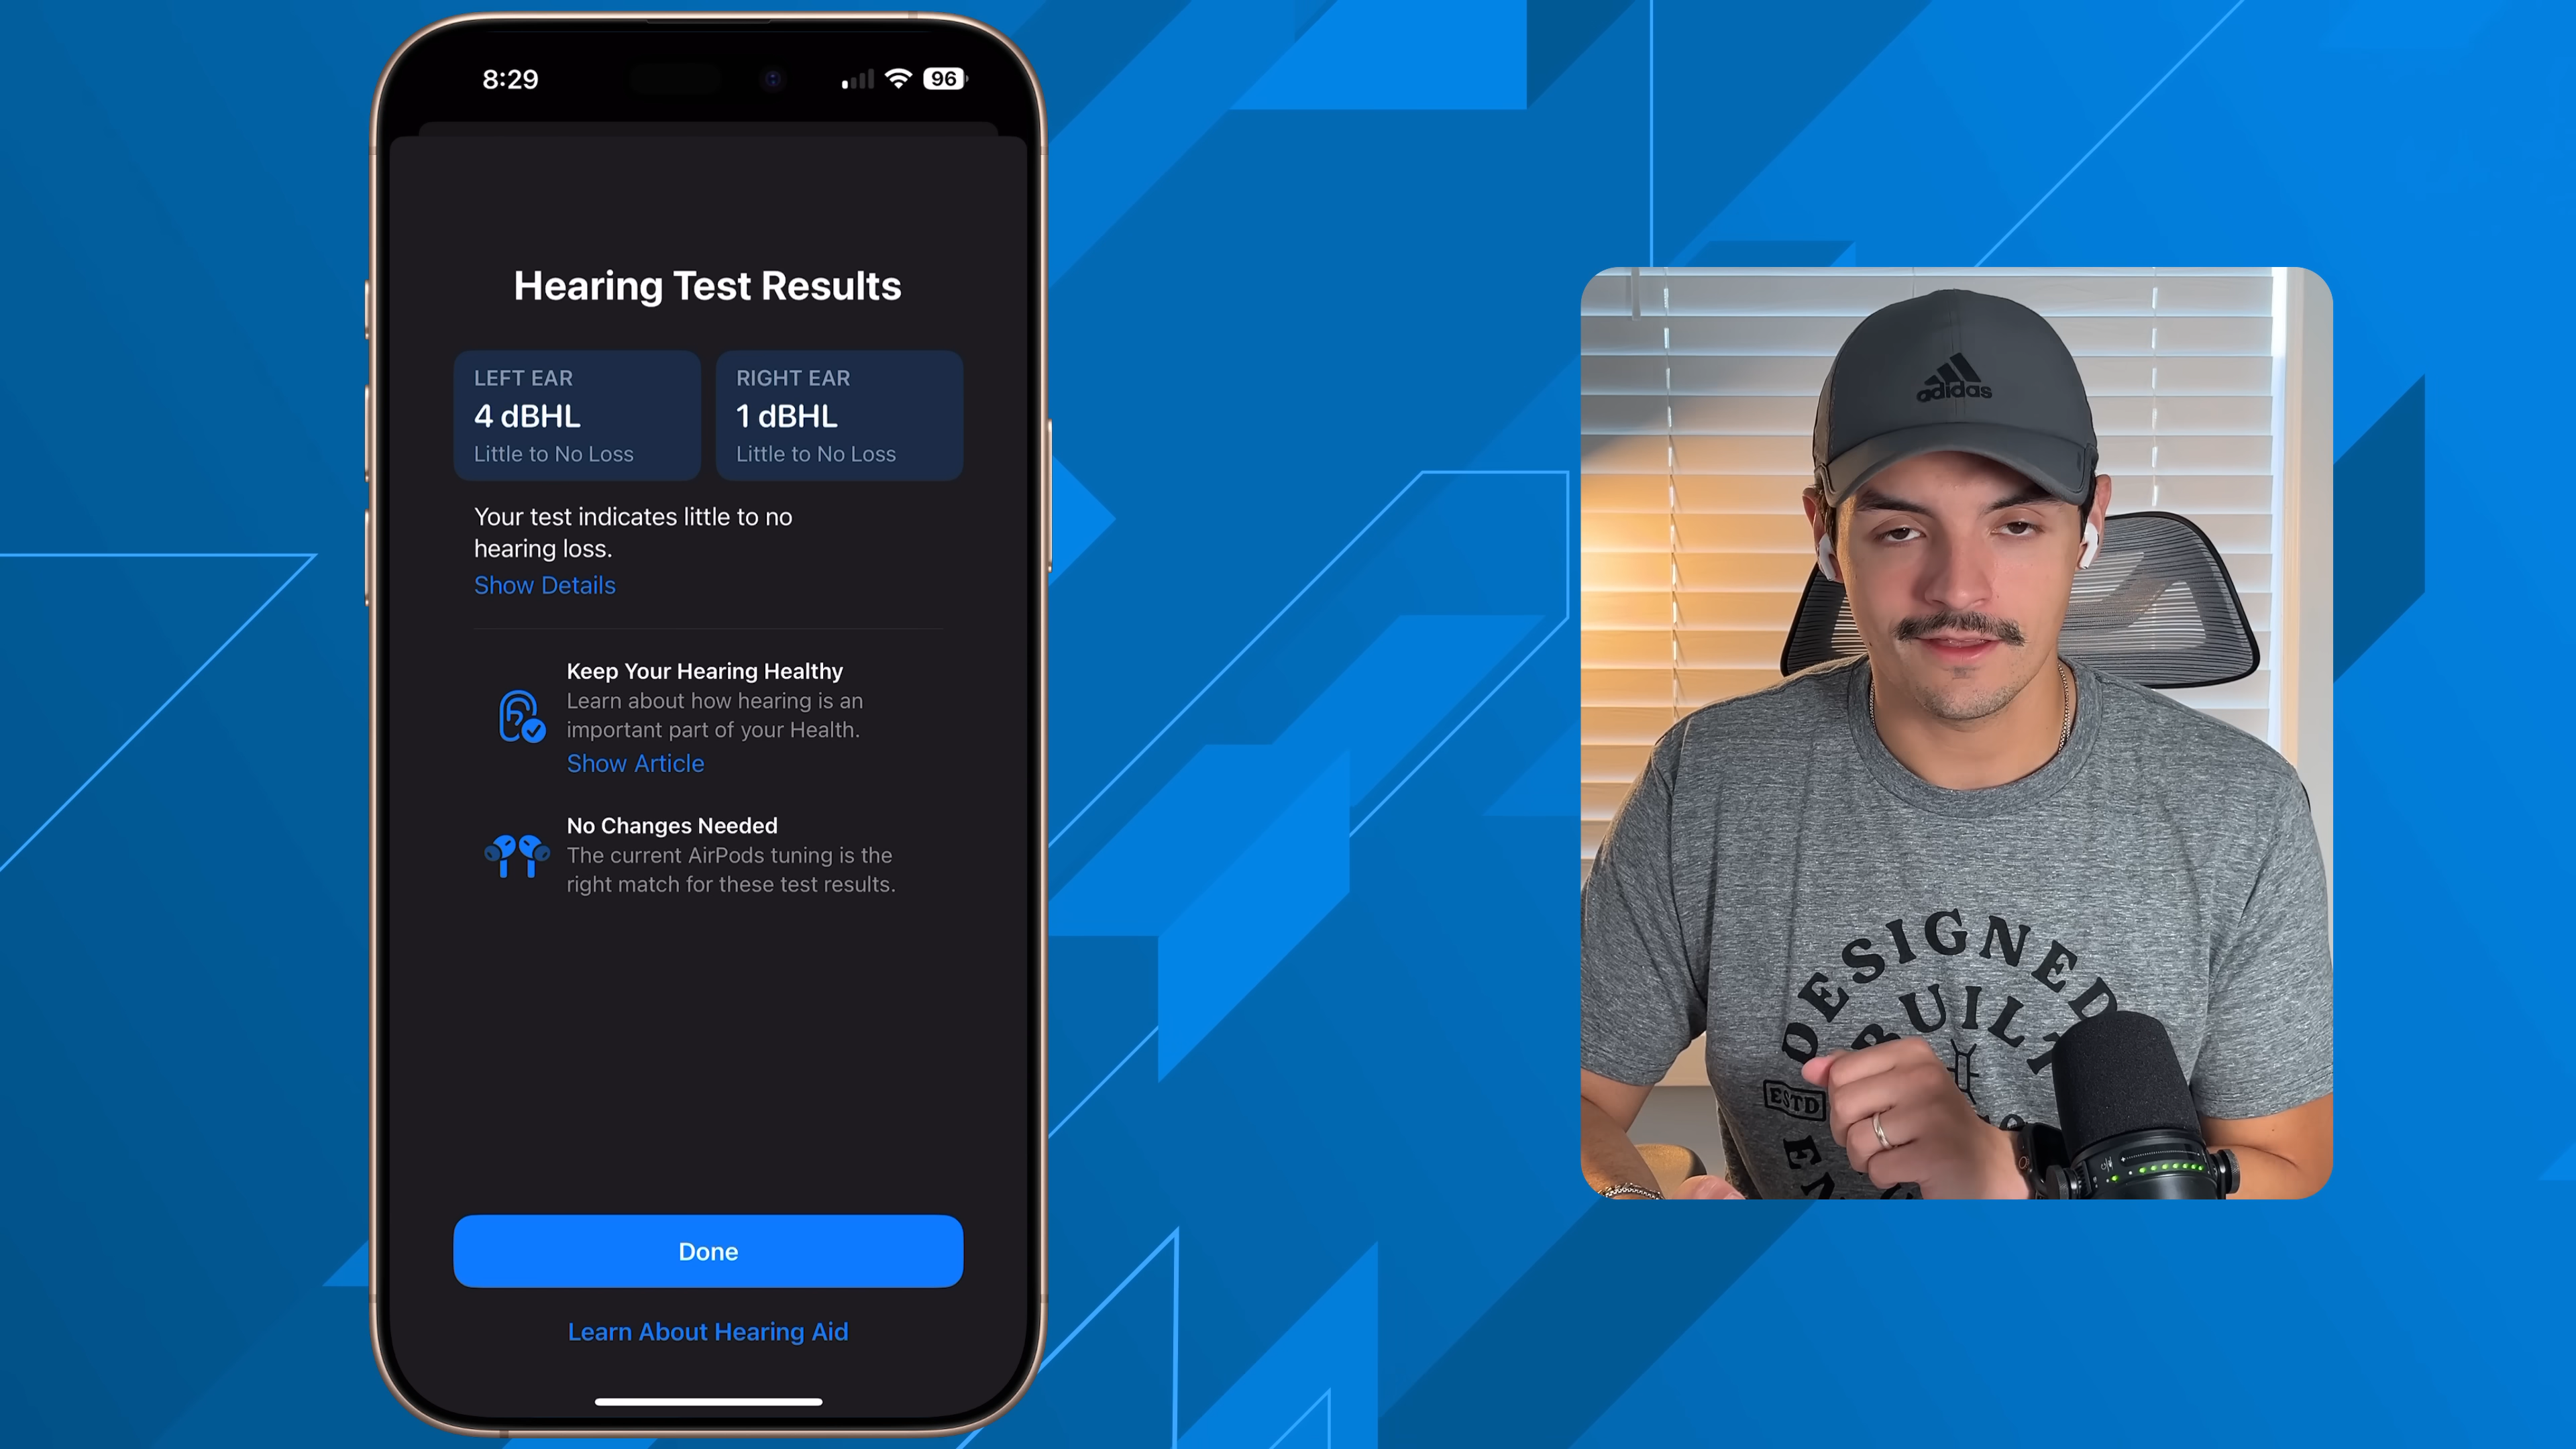 8:29
96
Hearing Test Results
LEFT EAR
4 dBHL
Little to No Loss
RIGHT EAR
1 dBHL
Little to No Loss
Your test indicates little to no
hearing loss.
Show Details
Keep Your Hearing Healthy
Learn about how hearing is an
important part of your Health.
Show Article
No Changes Needed
The current AirPods tuning is the
right match for these test results.
Done
Learn About Hearing Aid
adidas
DESIGNED
BUILT
ESTD